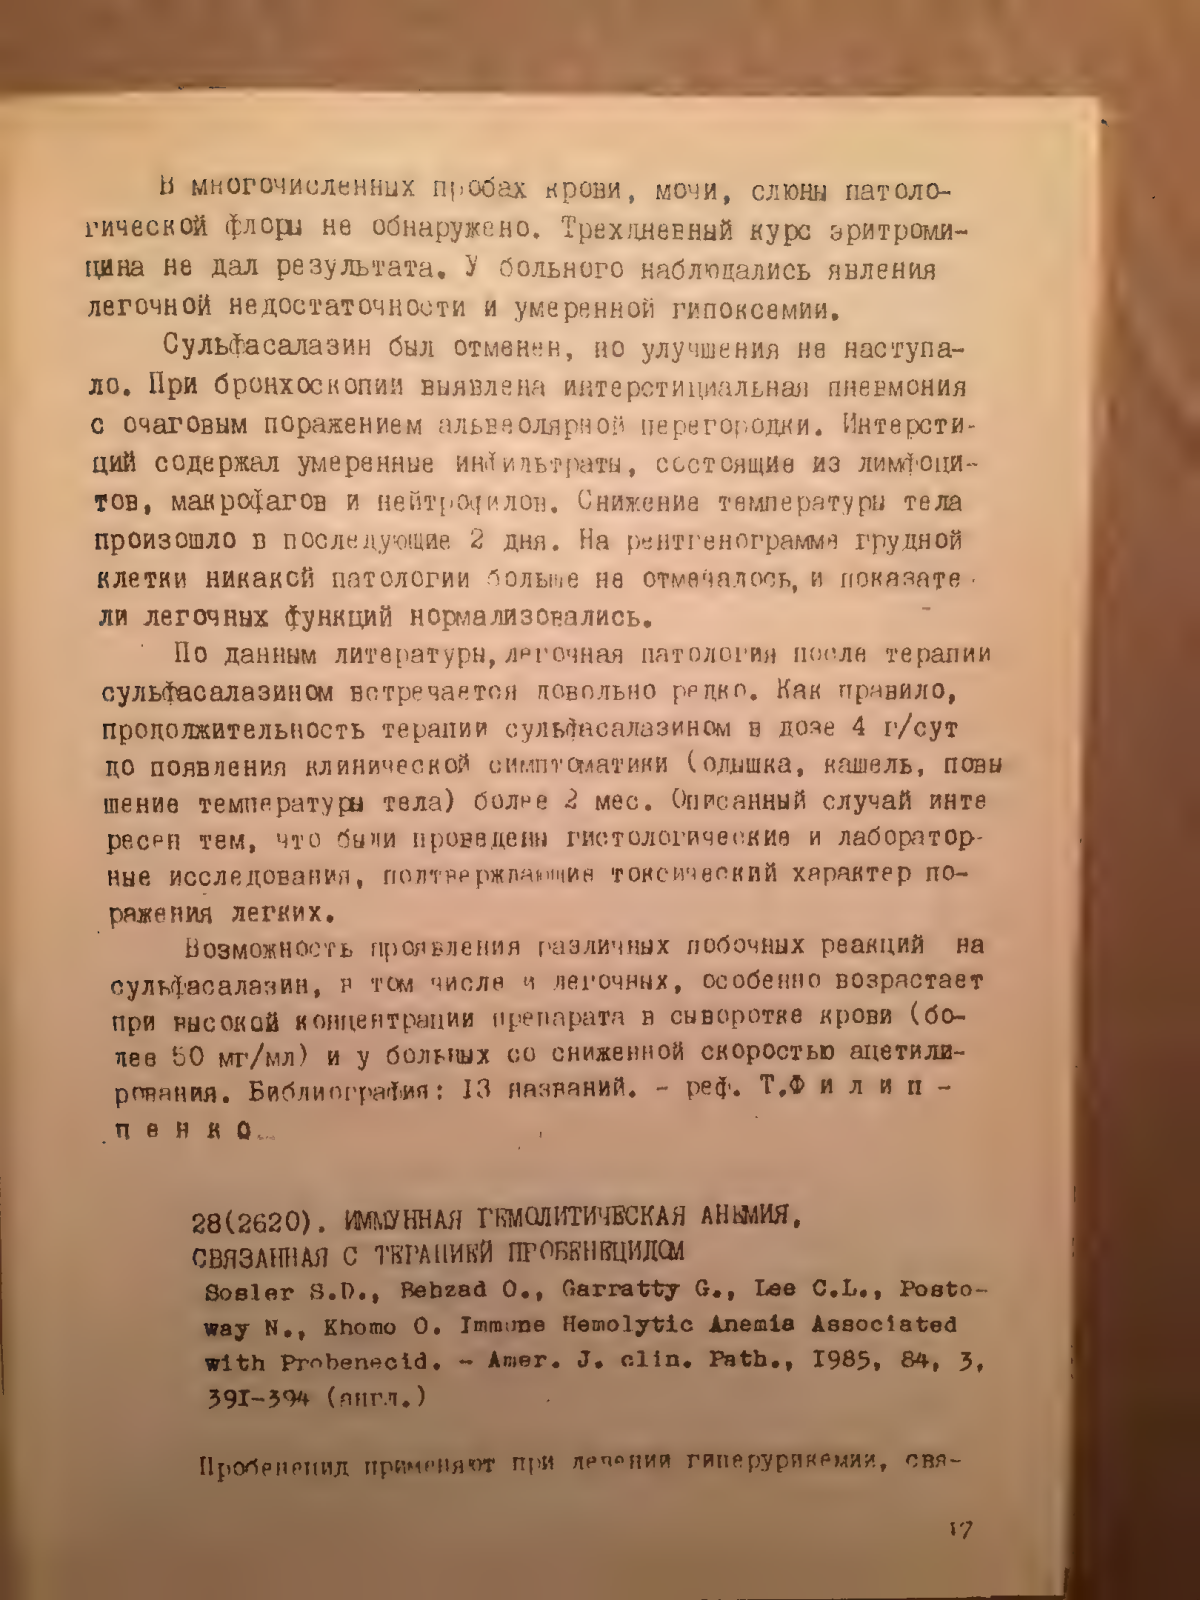 В многочисленных пробах крови, мочи, слюны патоло-
гической флоры не обнаружено. Трехдневный курс эритроми-
цина не дал результата. У больного наблюдались явления
легочной недостаточности и умеренной гипоксемии.
Сульфасалазин был отменен, но улучшения не наступа-
ло. При бронхоскопии выявлена интерстициальная пневмония
с очаговым поражением альвеолярной перегородки. Интерсти-
ций содержал умеренные инфильтраты, состоящие из лимфоци-
тов, макрофагов и нейтрофилов. Снижение температуры тела
произошло в последующие 2 дня. На рентгенограмме грудной
клетки никакой патологии больше не отмечалось, и показате-
ли легочных функций нормализовались.
По данным литературы, легочная патология после терапии
сульфасалазином встречается довольно редко. Как правило,
продолжительность терапии сульфасалазином в дозе 4 г/сут
до появления клинической симптоматики (одышка, кашель, повы
шение температуры тела) более 2 мес. Описанный случай инте
ресен тем, что были проведены гистологические и лаборатор-
ные исследования, подтверждающие токсический характер по-
ражения легких.
Возможность проявления различных побочных реакций на
сульфасалазин, в том числе и легочных, особенно возрастает
при высокой концентрации препарата в сыворотке крови (бо-
лее 50 мг/мл) и у больных со сниженной скоростью ацетили-
рования. Библиография: 13 названий. - реф. Т.Ф и л и п -
п е н к о
28(2620). ИММУННАЯ ГЕМОЛИТИЧЕСКАЯ АНЕМИЯ,
СВЯЗАННАЯ С ТЕРАПИЕЙ ПРОБЕНЕЦИДОМ
Sosler S.D., Behzad O., Garratty G., Lee C.L., Posto-
way N., Khomo O. Immune Hemolytic Anemia Associated
with Probenecid. - Amer. J. clin. Path., 1985, 84, 3,
391-394 (англ.)
Пробенецид применяют при лечении гиперурикемии, свя-
17